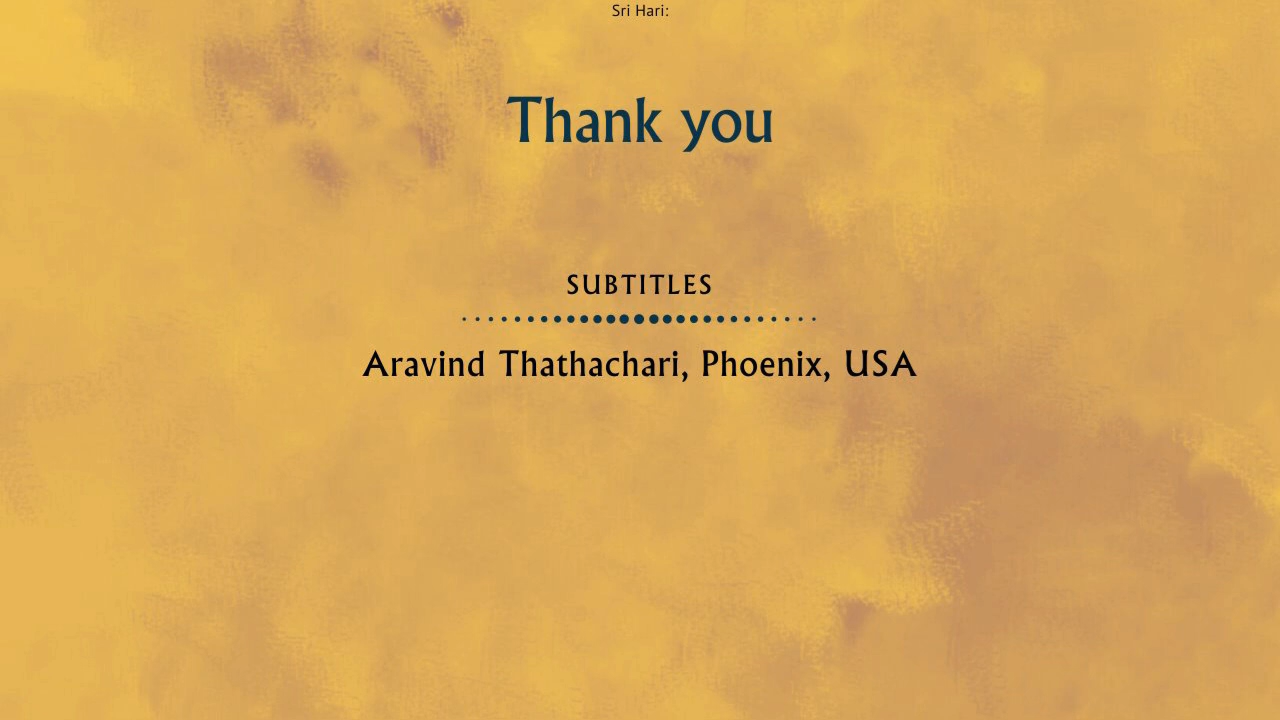 Sri Hari:
Thank you
SUBTITLES
Aravind Thathachari, Phoenix, USA